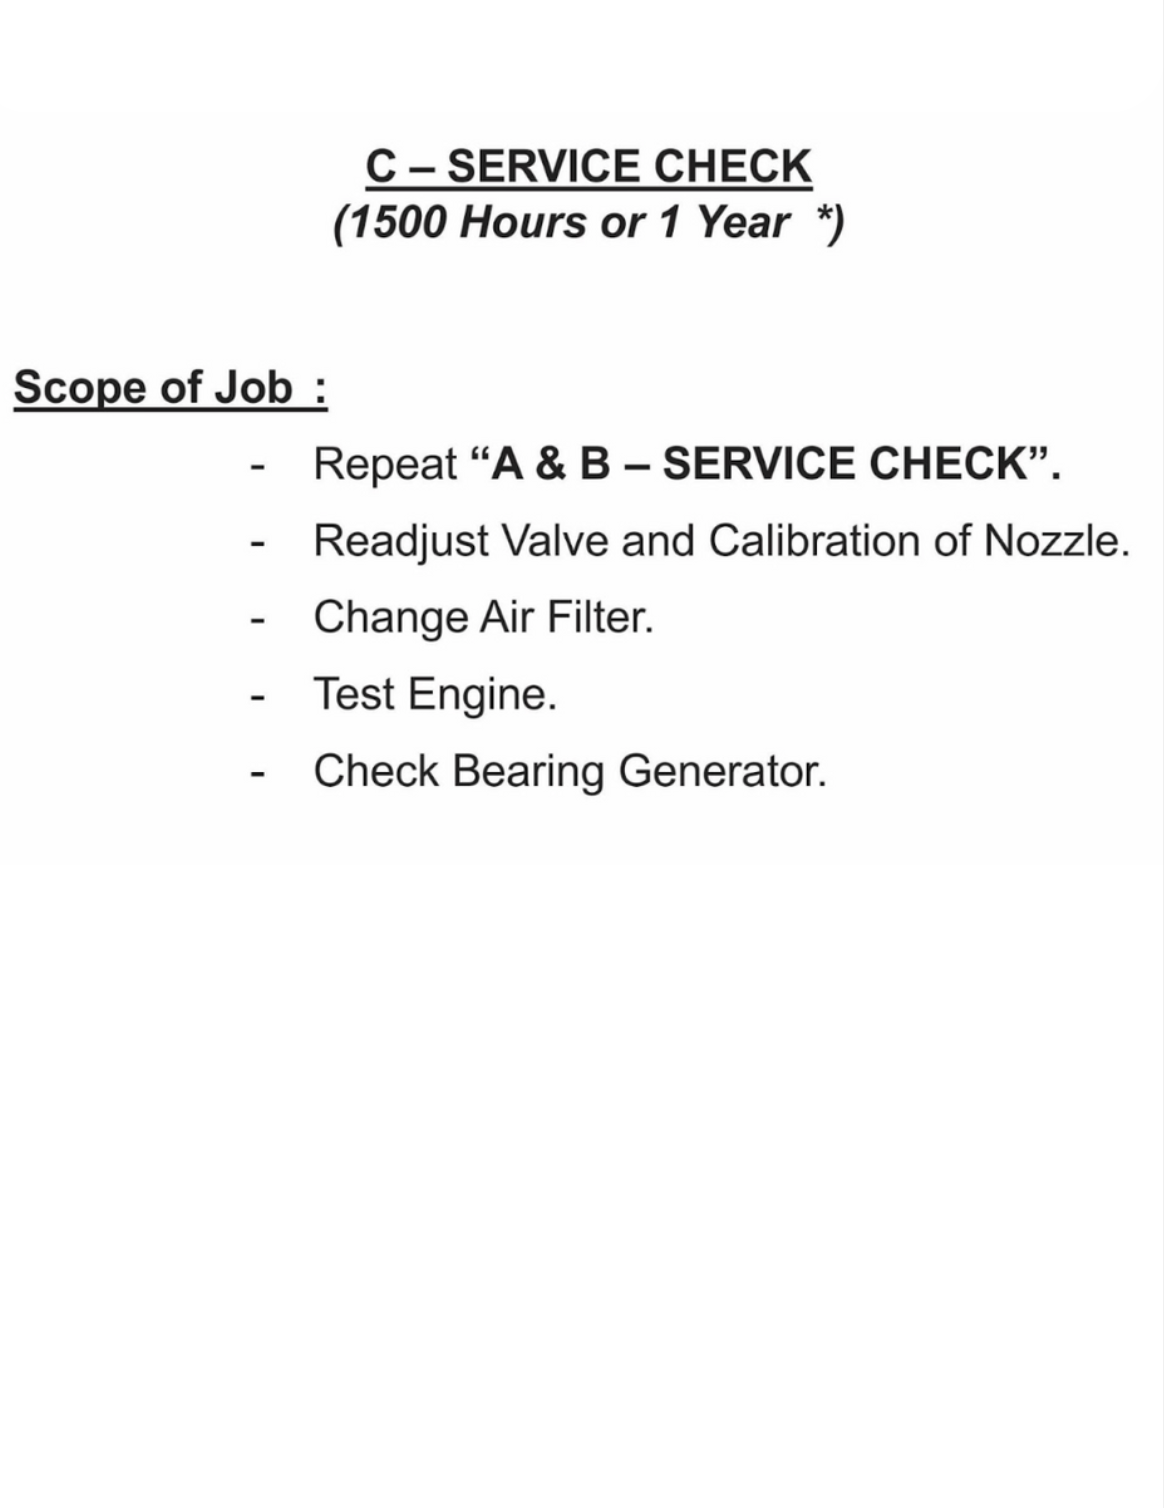 C – SERVICE CHECK
(1500 Hours or 1 Year *)
Scope of Job :
- Repeat “A & B – SERVICE CHECK”.
- Readjust Valve and Calibration of Nozzle.
- Change Air Filter.
- Test Engine.
- Check Bearing Generator.